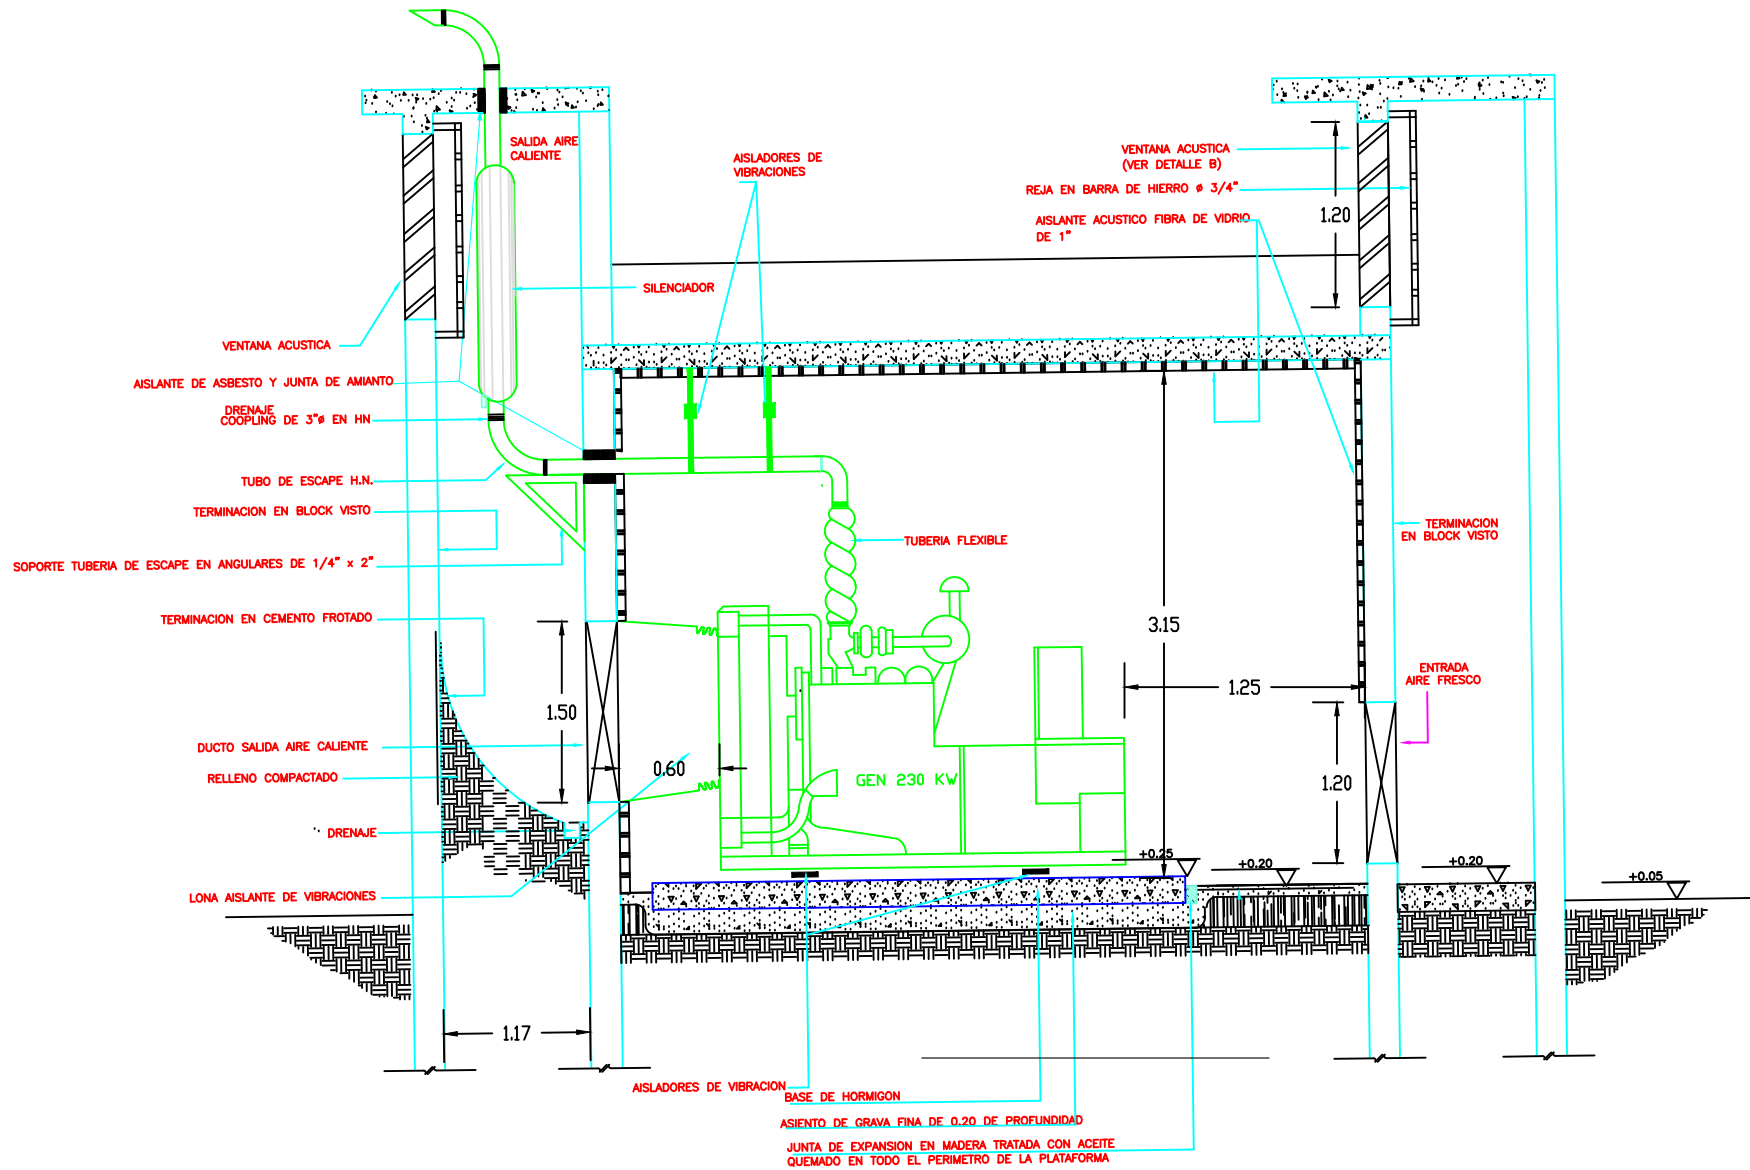 SALIDA AIRE
CALIENTE
AISLADORES DE
VIBRACIONES
VENTANA ACUSTICA
(VER DETALLE B)
REJA EN BARRA DE HIERRO ø 3/4"
AISLANTE ACUSTICO FIBRA DE VIDRIO
DE 1"
1.20
SILENCIADOR
VENTANA ACUSTICA
AISLANTE DE ASBESTO Y JUNTA DE AMIANTO
DRENAJE
COOPLING DE 3"ø EN HN
TUBO DE ESCAPE H.N.
TERMINACION EN BLOCK VISTO
SOPORTE TUBERIA DE ESCAPE EN ANGULARES DE 1/4" x 2"
TUBERIA FLEXIBLE
TERMINACION
EN BLOCK VISTO
TERMINACION EN CEMENTO FROTADO
3.15
ENTRADA
AIRE FRESCO
1.25
1.50
DUCTO SALIDA AIRE CALIENTE
RELLENO COMPACTADO
0.60
GEN 230 KW
1.20
DRENAJE
LONA AISLANTE DE VIBRACIONES
+0.25
+0.20
+0.20
+0.05
1.17
AISLADORES DE VIBRACION
BASE DE HORMIGON
ASIENTO DE GRAVA FINA DE 0.20 DE PROFUNDIDAD
JUNTA DE EXPANSION EN MADERA TRATADA CON ACEITE
QUEMADO EN TODO EL PERIMETRO DE LA PLATAFORMA